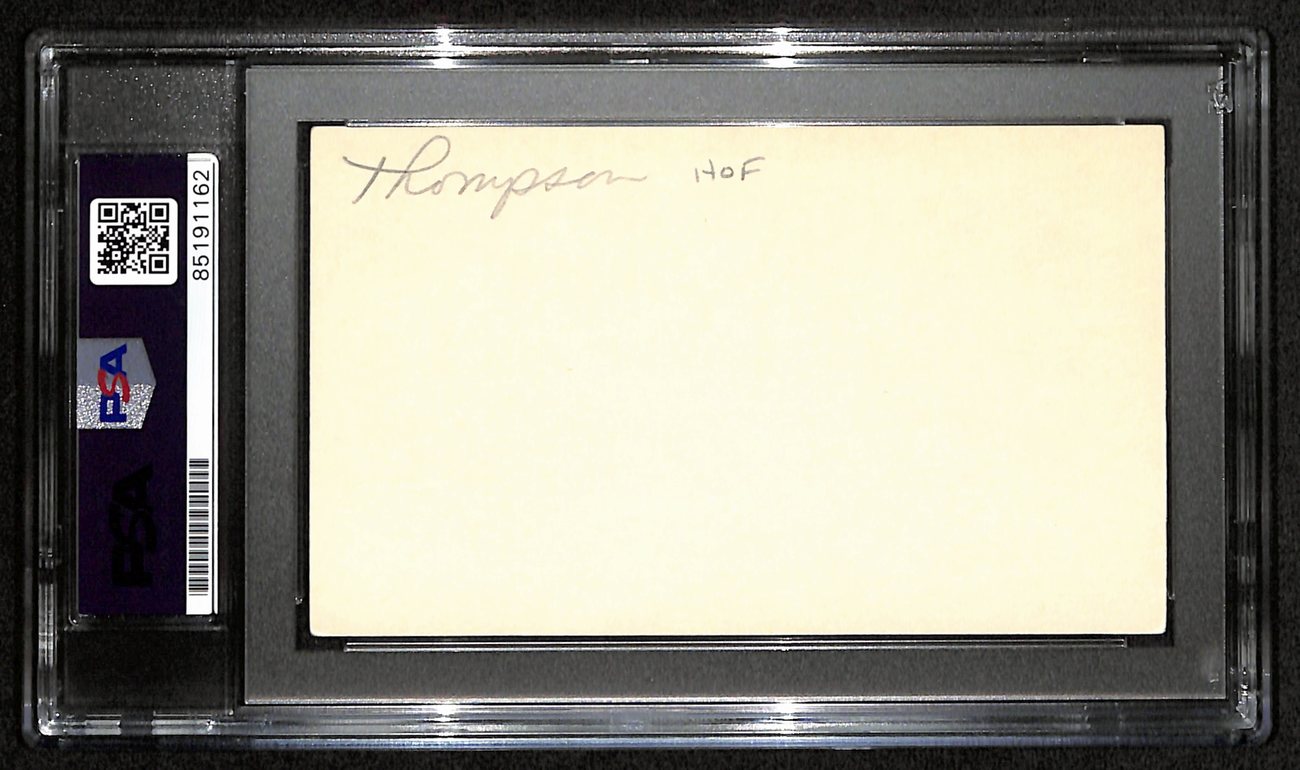 Thompson HOF
85191162
PSA
PSA